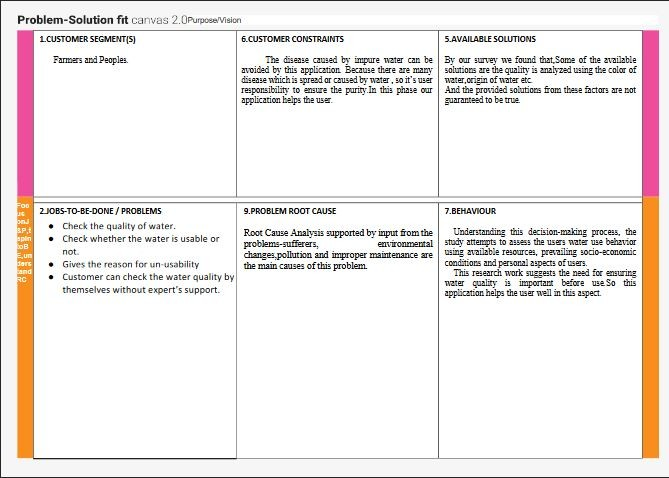 Problem-Solution fit canvas 2.0Purpose/Vision
1.CUSTOMER SEGMENT(S)
Farmers and Peoples.
6.CUSTOMER CONSTRAINTS
The disease caused by impure water can be
avoided by this application. Because there are many
disease which is spread or caused by water , so it's user
responsibility to ensure the purity.In this phase our
application helps the user.
5.AVAILABLE SOLUTIONS
By our survey we found that,Some of the available
solutions are the quality is analyzed using the color of
water,origin of water etc.
And the provided solutions from these factors are not
guaranteed to be true.
Foc
us
onJ
&P,t
apin
toB
E,un
ders
tand
RC
2.JOBS-TO-BE-DONE / PROBLEMS
● Check the quality of water.
● Check whether the water is usable or
not.
● Gives the reason for un-usability
● Customer can check the water quality by
themselves without expert's support.
9.PROBLEM ROOT CAUSE
Root Cause Analysis supported by input from the
problems-sufferers, environmental
changes,pollution and improper maintenance are
the main causes of this problem.
7.BEHAVIOUR
Understanding this decision-making process, the
study attempts to assess the users water use behavior
using available resources, prevailing socio-economic
conditions and personal aspects of users.
This research work suggests the need for ensuring
water quality is important before use.So this
application helps the user well in this aspect.